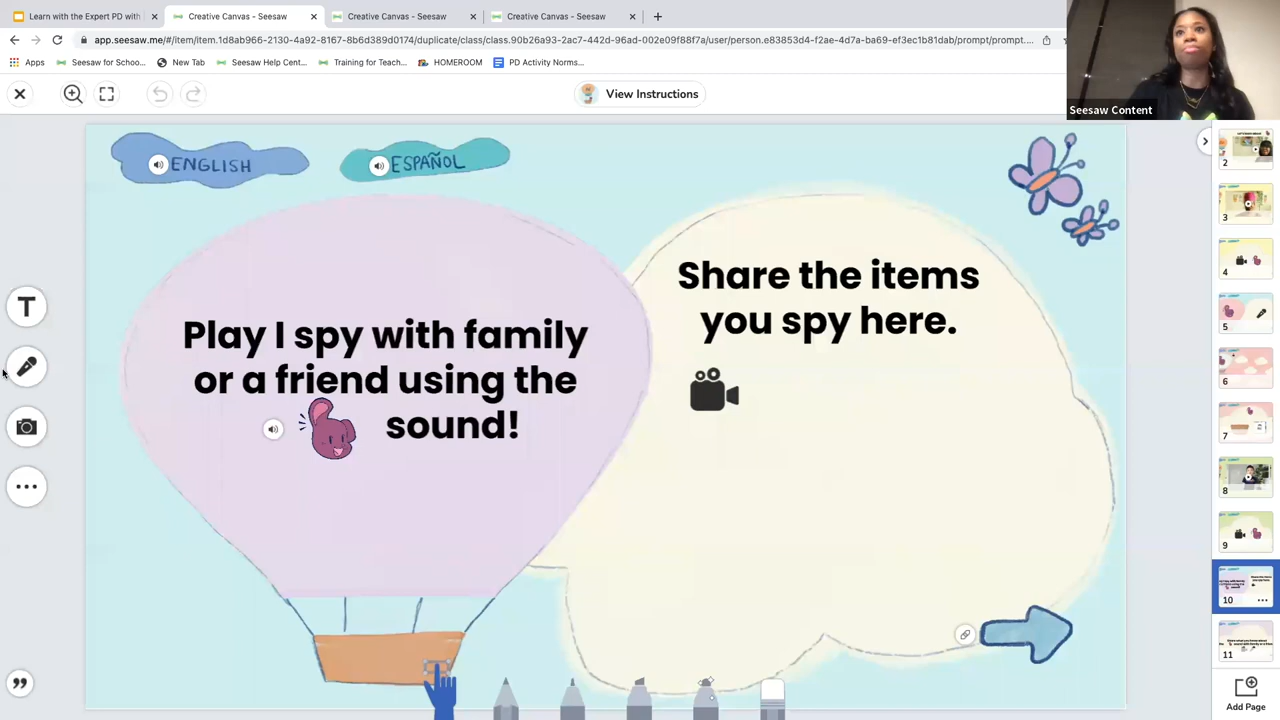 Learn with the Expert PD with
Creative Canvas - Seesaw
Creative Canvas - Seesaw
Creative Canvas - Seesaw
app.seesaw.me/#/item/item.1d8ab966-2130-4a92-8167-8b6d389d0174/duplicate/class/class.90b26a93-2ac7-442d-96ad-002e09f88f7a/user/person.e83853d4-f2ae-4d7a-ba69-ef3ec1b81dab/prompt/prompt....
Apps
Seesaw for Schoo...
New Tab
Seesaw Help Cent...
Training for Teach...
HOMEROOM
PD Activity Norms...
Seesaw Content
View Instructions
ENGLISH
ESPAÑOL
Play I spy with family
or a friend using the
sound!
Share the items
you spy here.
T
2
3
4
5
6
7
8
9
10
11
Add Page